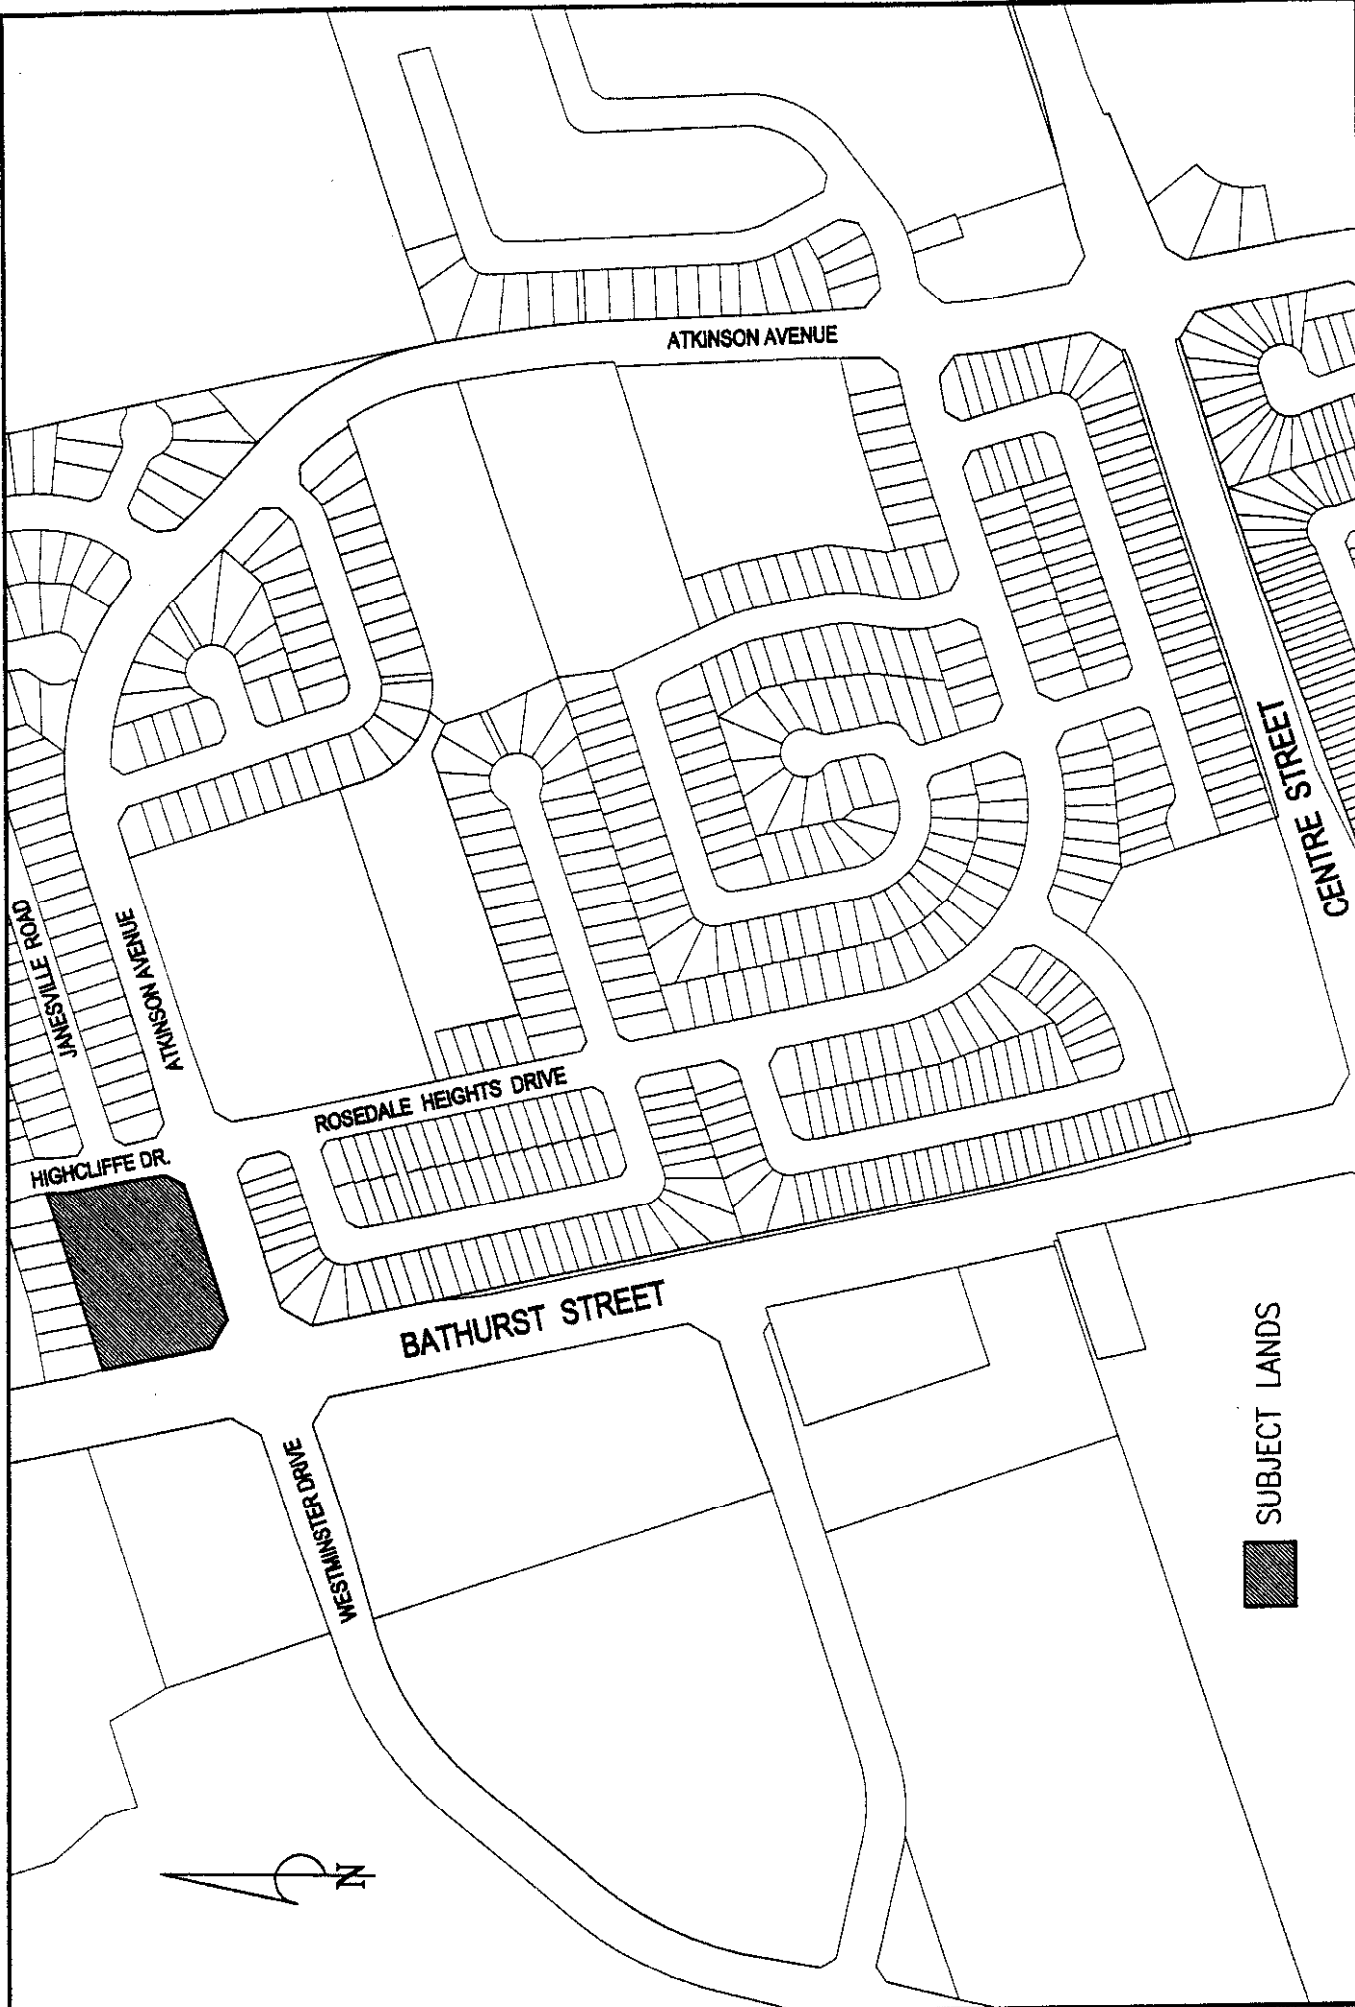 ATKINSON AVENUE
JANESVILLE ROAD
ATKINSON AVENUE
HIGHCLIFFE DR.
ROSEDALE HEIGHTS DRIVE
CENTRE STREET
BATHURST STREET
WESTMINSTER DRIVE
SUBJECT LANDS
N